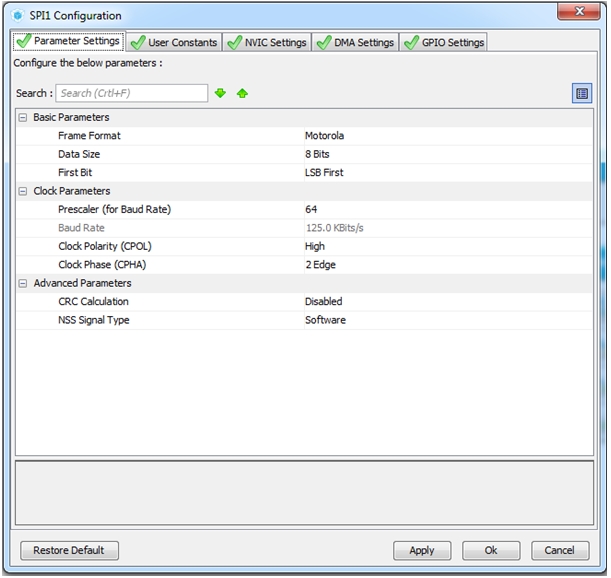 SPI1 Configuration
Parameter Settings User Constants NVIC Settings DMA Settings GPIO Settings
Configure the below parameters :
Search : Search (Crtl+F)
Basic Parameters
Frame Format Motorola
Data Size 8 Bits
First Bit LSB First
Clock Parameters
Prescaler (for Baud Rate) 64
Baud Rate 125.0 KBits/s
Clock Polarity (CPOL) High
Clock Phase (CPHA) 2 Edge
Advanced Parameters
CRC Calculation Disabled
NSS Signal Type Software
Restore Default Apply Ok Cancel